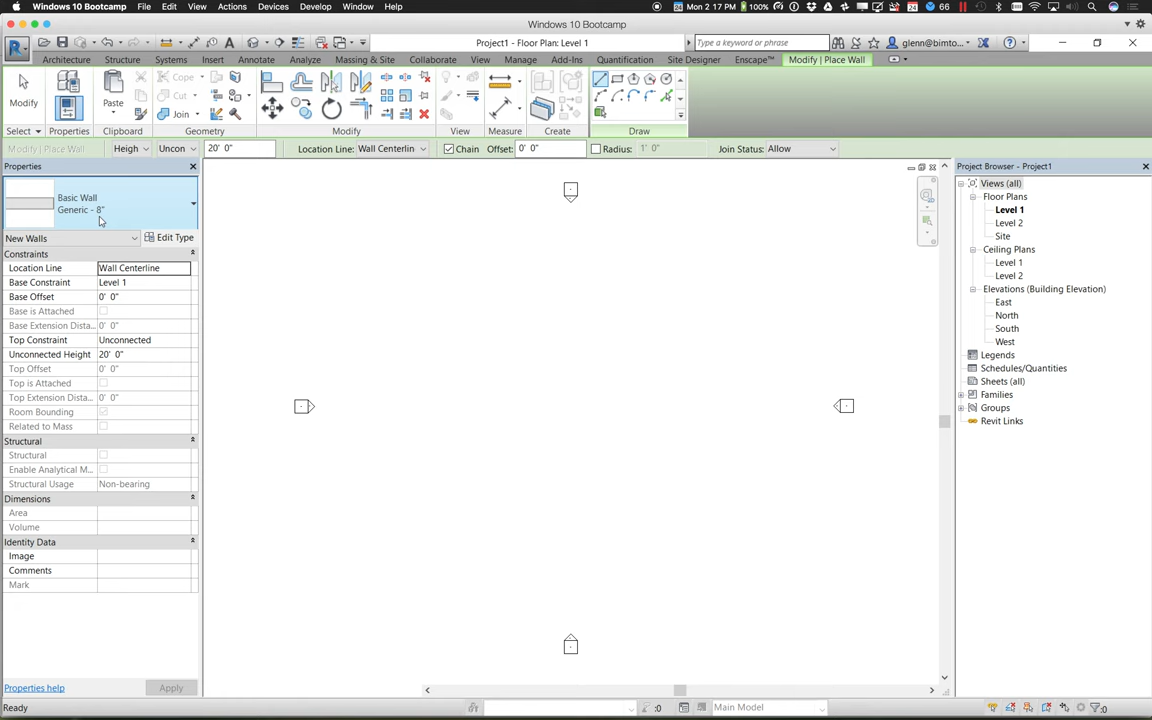 Windows 10 Bootcamp File Edit View Actions Devices Develop Window Help 100% 24 Mon 2 17 PM 66
Windows 10 Bootcamp
R A Project1 - Floor Plan: Level 1 Type a keyword or phrase glenn@bimto...
Architecture Structure Systems Insert Annotate Analyze Massing & Site Collaborate View Manage Add-Ins Quantification Site Designer Enscape™ Modify | Place Wall
Modify Paste Cope Cut Join
Select Properties Clipboard Geometry Modify View Measure Create Draw
Modify | Place Wall Heigh Uncon 20' 0" Location Line: Wall Centerlin Chain Offset: 0' 0" Radius: 1' 0" Join Status: Allow
Properties
Basic Wall
Generic - 8"
New Walls Edit Type
Constraints
Location Line Wall Centerline
Base Constraint Level 1
Base Offset 0' 0"
Base is Attached
Base Extension Dista... 0' 0"
Top Constraint Unconnected
Unconnected Height 20' 0"
Top Offset 0' 0"
Top is Attached
Top Extension Distan... 0' 0"
Room Bounding
Related to Mass
Structural
Structural
Enable Analytical M...
Structural Usage Non-bearing
Dimensions
Area
Volume
Identity Data
Image
Comments
Mark
Properties help Apply
Project Browser - Project1
Views (all)
Floor Plans
Level 1
Level 2
Site
Ceiling Plans
Level 1
Level 2
Elevations (Building Elevation)
East
North
South
West
Legends
Schedules/Quantities
Sheets (all)
Families
Groups
Revit Links
Ready :0 Main Model :0